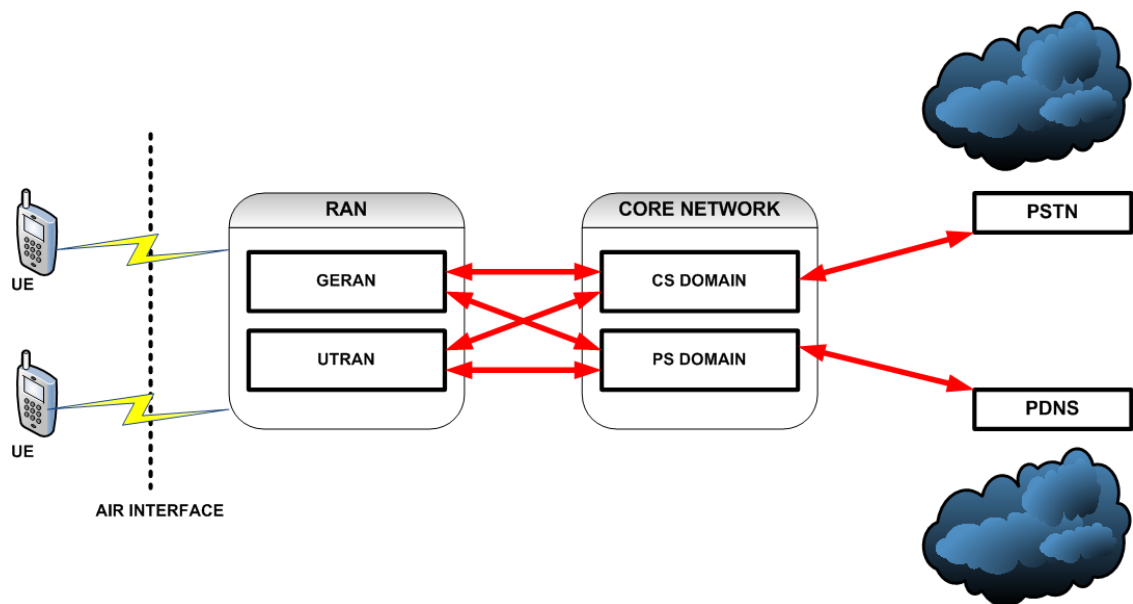 RAN
CORE NETWORK
PSTN
UE
GERAN
CS DOMAIN
UTRAN
PS DOMAIN
PDNS
UE
AIR INTERFACE